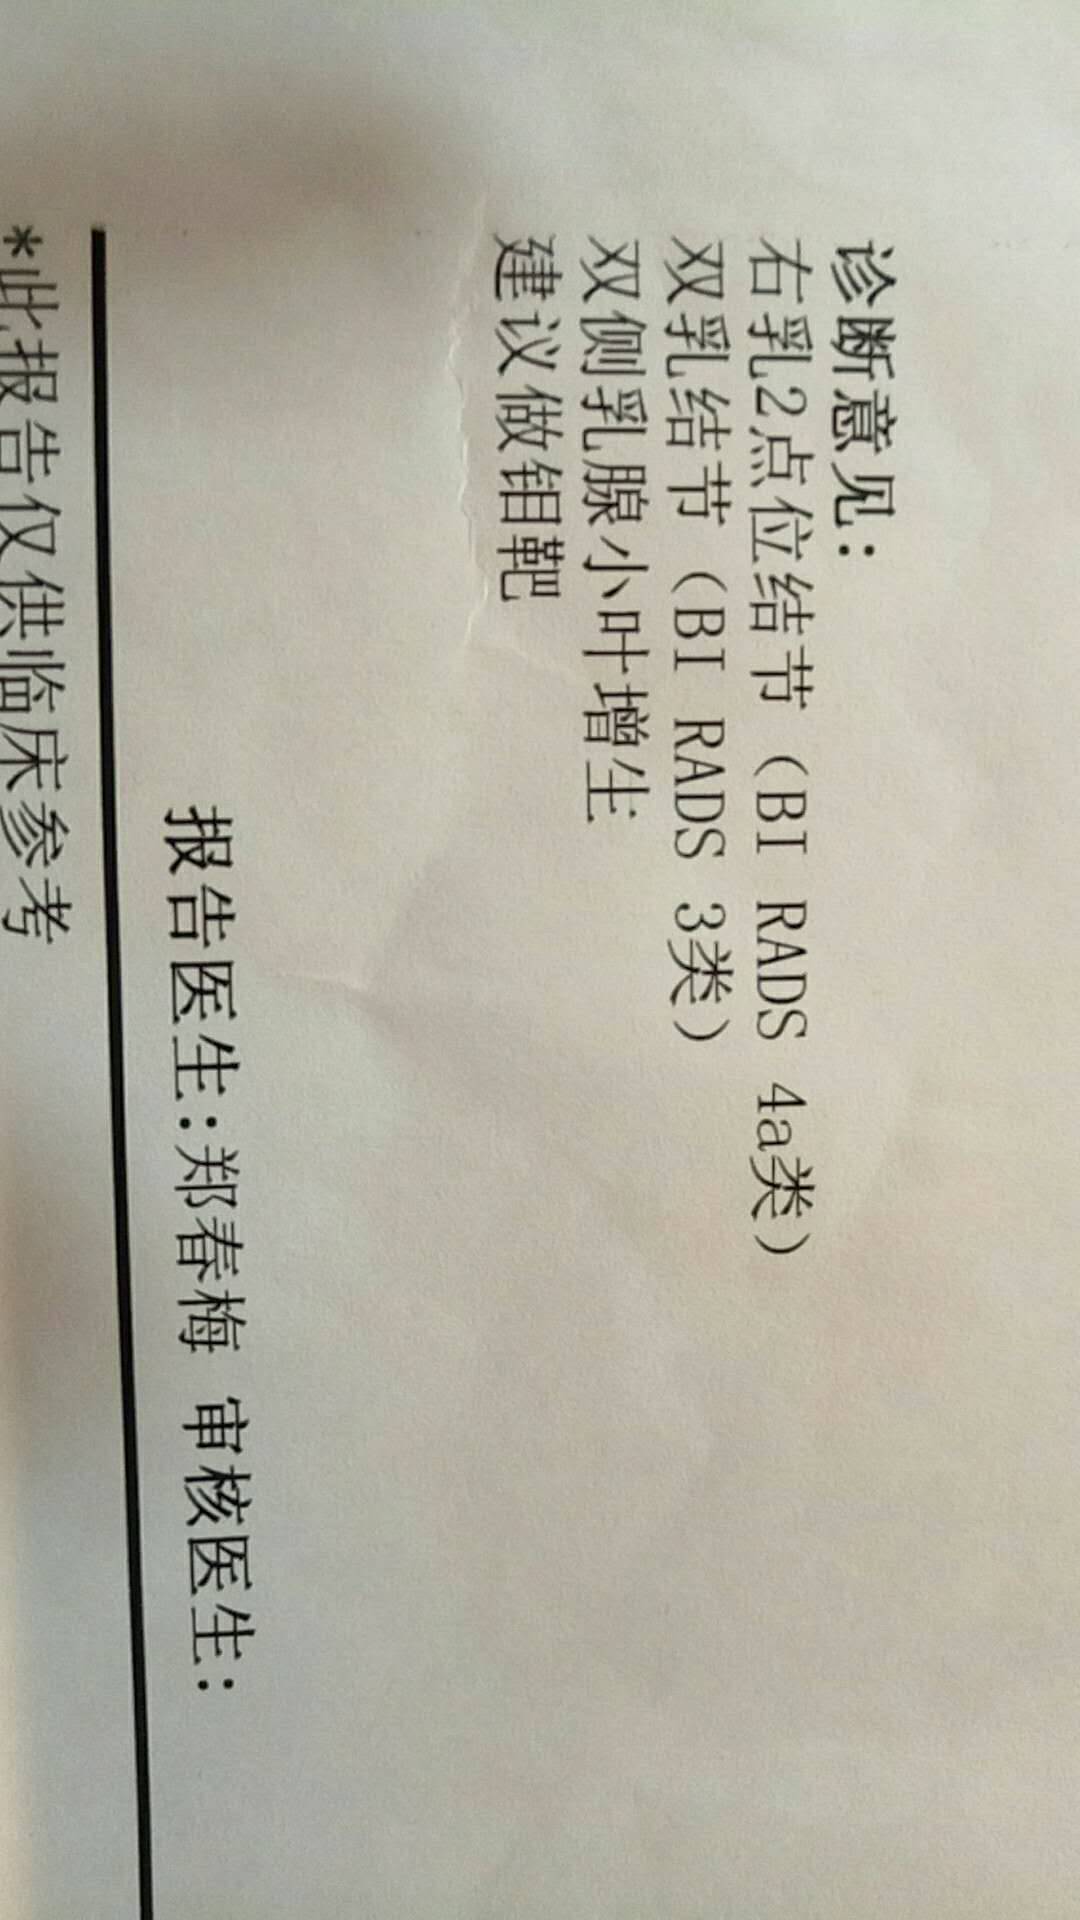 诊断意见：
右乳2点位结节（BI RADS 4a类）
双乳结节（BI RADS 3类）
双侧乳腺小叶增生
建议做钼靶
报告医生：郑春梅 审核医生：
*此报告仅供临床参考